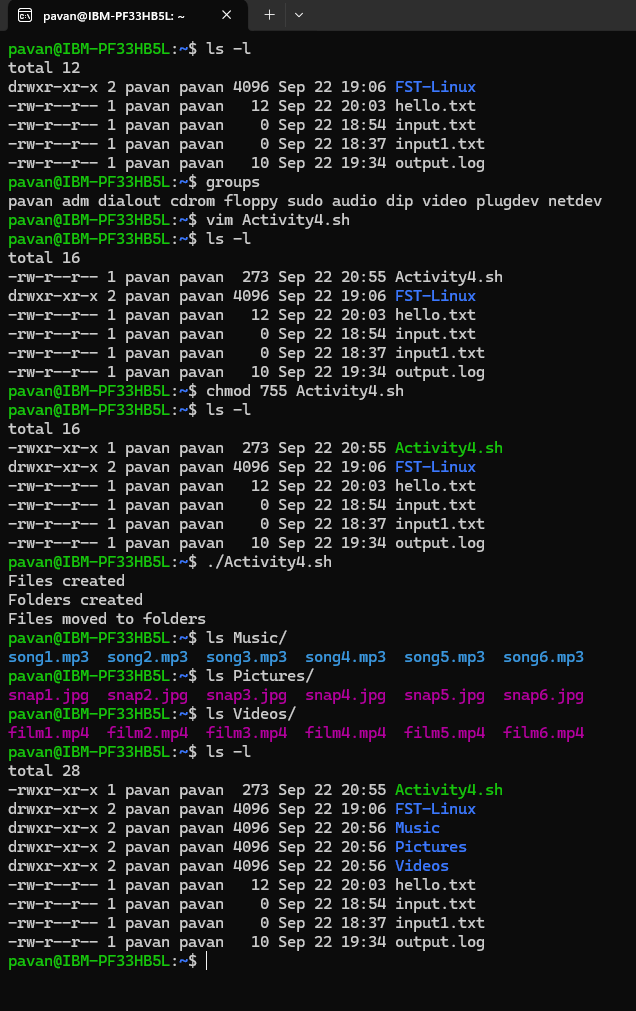 pavan@IBM-PF33HB5L: ~
pavan@IBM-PF33HB5L:~$ ls -l
total 12
drwxr-xr-x 2 pavan pavan 4096 Sep 22 19:06 FST-Linux
-rw-r--r-- 1 pavan pavan   12 Sep 22 20:03 hello.txt
-rw-r--r-- 1 pavan pavan    0 Sep 22 18:54 input.txt
-rw-r--r-- 1 pavan pavan    0 Sep 22 18:37 input1.txt
-rw-r--r-- 1 pavan pavan   10 Sep 22 19:34 output.log
pavan@IBM-PF33HB5L:~$ groups
pavan adm dialout cdrom floppy sudo audio dip video plugdev netdev
pavan@IBM-PF33HB5L:~$ vim Activity4.sh
pavan@IBM-PF33HB5L:~$ ls -l
total 16
-rw-r--r-- 1 pavan pavan  273 Sep 22 20:55 Activity4.sh
drwxr-xr-x 2 pavan pavan 4096 Sep 22 19:06 FST-Linux
-rw-r--r-- 1 pavan pavan   12 Sep 22 20:03 hello.txt
-rw-r--r-- 1 pavan pavan    0 Sep 22 18:54 input.txt
-rw-r--r-- 1 pavan pavan    0 Sep 22 18:37 input1.txt
-rw-r--r-- 1 pavan pavan   10 Sep 22 19:34 output.log
pavan@IBM-PF33HB5L:~$ chmod 755 Activity4.sh
pavan@IBM-PF33HB5L:~$ ls -l
total 16
-rwxr-xr-x 1 pavan pavan  273 Sep 22 20:55 Activity4.sh
drwxr-xr-x 2 pavan pavan 4096 Sep 22 19:06 FST-Linux
-rw-r--r-- 1 pavan pavan   12 Sep 22 20:03 hello.txt
-rw-r--r-- 1 pavan pavan    0 Sep 22 18:54 input.txt
-rw-r--r-- 1 pavan pavan    0 Sep 22 18:37 input1.txt
-rw-r--r-- 1 pavan pavan   10 Sep 22 19:34 output.log
pavan@IBM-PF33HB5L:~$ ./Activity4.sh
Files created
Folders created
Files moved to folders
pavan@IBM-PF33HB5L:~$ ls Music/
song1.mp3  song2.mp3  song3.mp3  song4.mp3  song5.mp3  song6.mp3
pavan@IBM-PF33HB5L:~$ ls Pictures/
snap1.jpg  snap2.jpg  snap3.jpg  snap4.jpg  snap5.jpg  snap6.jpg
pavan@IBM-PF33HB5L:~$ ls Videos/
film1.mp4  film2.mp4  film3.mp4  film4.mp4  film5.mp4  film6.mp4
pavan@IBM-PF33HB5L:~$ ls -l
total 28
-rwxr-xr-x 1 pavan pavan  273 Sep 22 20:55 Activity4.sh
drwxr-xr-x 2 pavan pavan 4096 Sep 22 19:06 FST-Linux
drwxr-xr-x 2 pavan pavan 4096 Sep 22 20:56 Music
drwxr-xr-x 2 pavan pavan 4096 Sep 22 20:56 Pictures
drwxr-xr-x 2 pavan pavan 4096 Sep 22 20:56 Videos
-rw-r--r-- 1 pavan pavan   12 Sep 22 20:03 hello.txt
-rw-r--r-- 1 pavan pavan    0 Sep 22 18:54 input.txt
-rw-r--r-- 1 pavan pavan    0 Sep 22 18:37 input1.txt
-rw-r--r-- 1 pavan pavan   10 Sep 22 19:34 output.log
pavan@IBM-PF33HB5L:~$